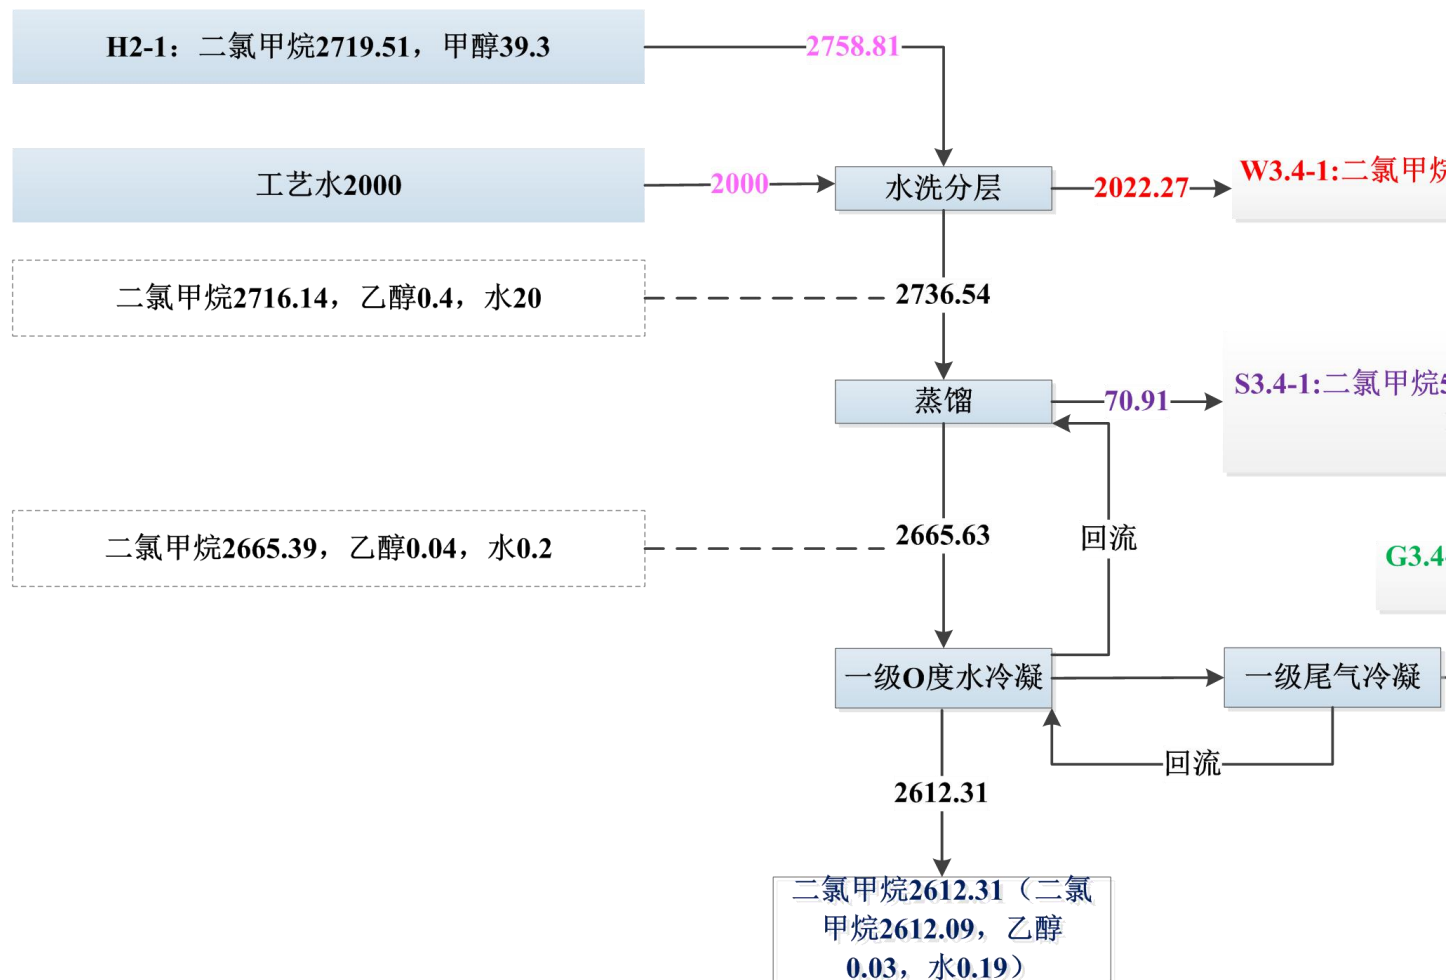 H2-1：二氯甲烷2719.51，甲醇39.3
2758.81
工艺水2000
2000
水洗分层
2022.27
W3.4-1:二氯甲烷
二氯甲烷2716.14，乙醇0.4，水20
2736.54
蒸馏
70.91
S3.4-1:二氯甲烷5
二氯甲烷2665.39，乙醇0.04，水0.2
2665.63
回流
G3.4-
一级O度水冷凝
一级尾气冷凝
回流
2612.31
二氯甲烷2612.31（二氯
甲烷2612.09，乙醇
0.03，水0.19）